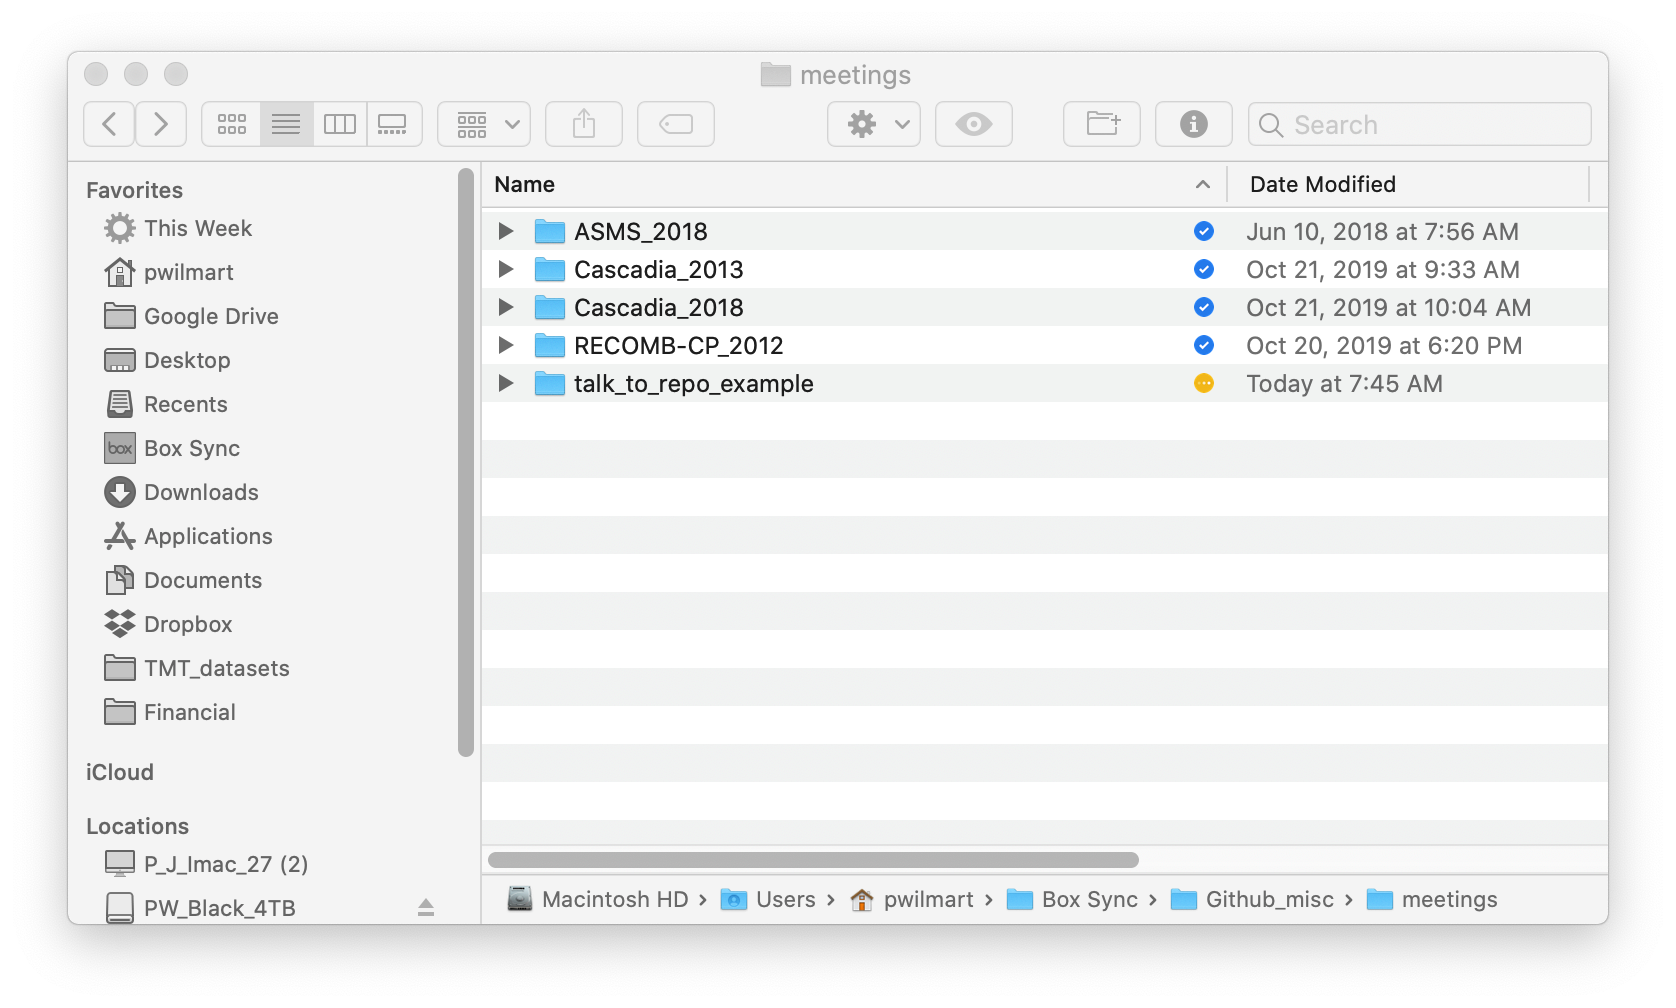 meetings
Search
Favorites
This Week
pwilmart
Google Drive
Desktop
Recents
box
Box Sync
Downloads
Applications
Documents
Dropbox
TMT_datasets
Financial
iCloud
Locations
P_J_Imac_27 (2)
PW_Black_4TB
Name Date Modified
ASMS_2018 Jun 10, 2018 at 7:56 AM
Cascadia_2013 Oct 21, 2019 at 9:33 AM
Cascadia_2018 Oct 21, 2019 at 10:04 AM
RECOMB-CP_2012 Oct 20, 2019 at 6:20 PM
talk_to_repo_example Today at 7:45 AM
Macintosh HD › Users › pwilmart › Box Sync › Github_misc › meetings